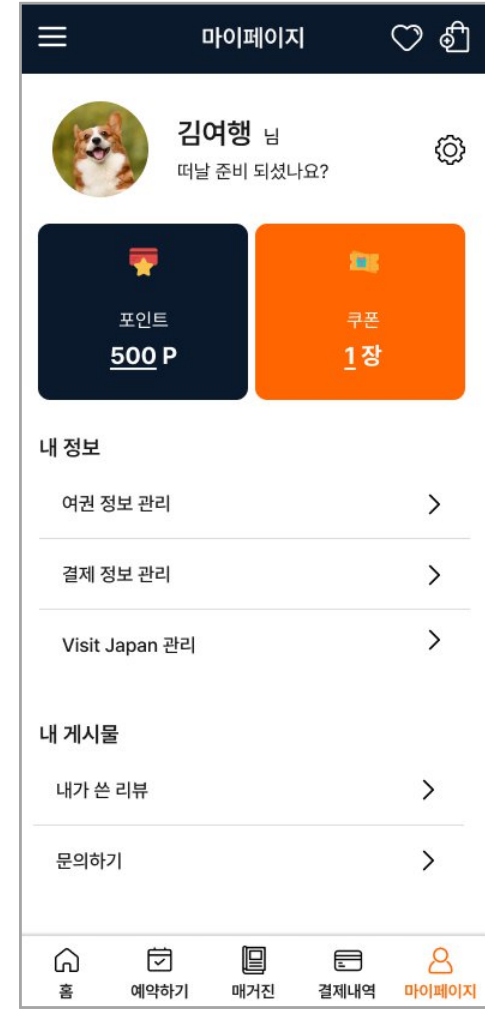 마이페이지
김여행 님
떠날 준비 되셨나요?
포인트
500 P
쿠폰
1 장
내 정보
여권 정보 관리
결제 정보 관리
Visit Japan 관리
내 게시물
내가 쓴 리뷰
문의하기
홈
예약하기
매거진
결제내역
마이페이지